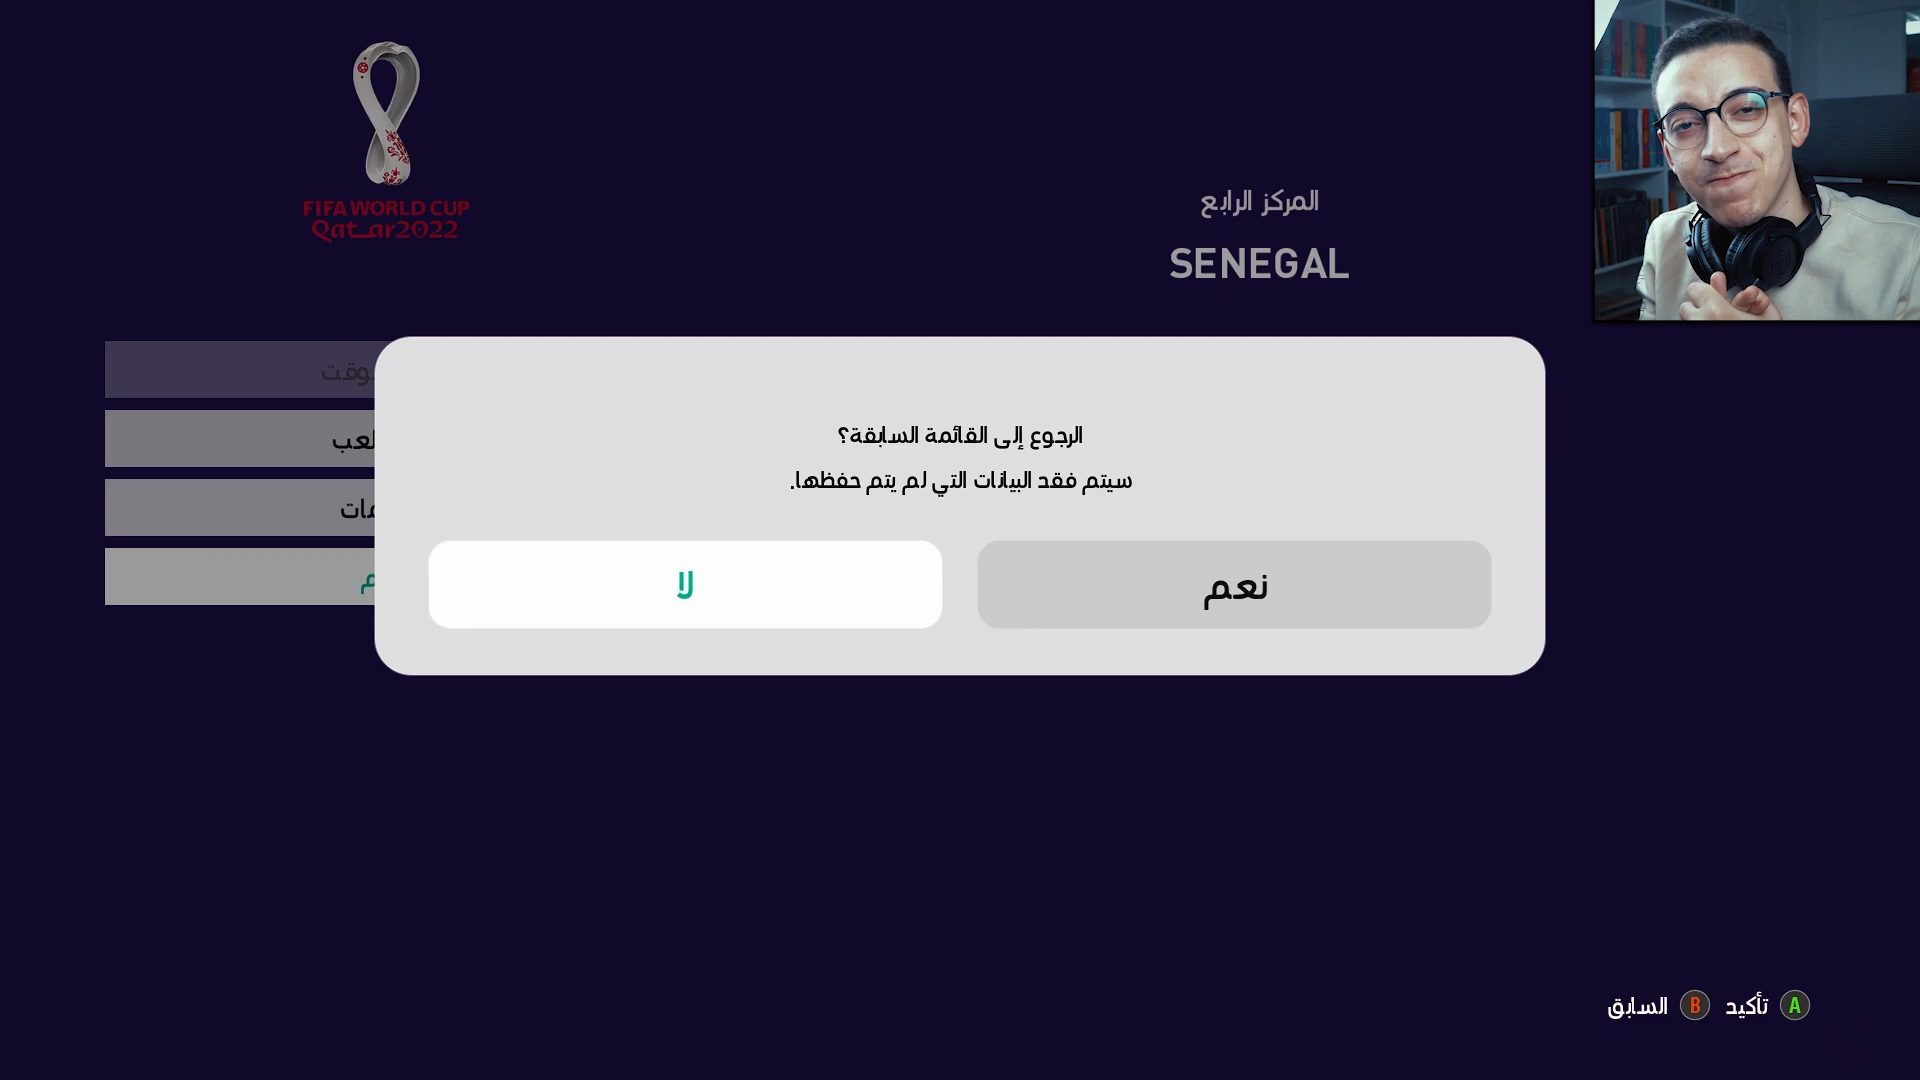 FIFA WORLD CUP
Qatar2022
المركز الرابع
SENEGAL
الرجوع إلى القائمة السابقة؟
سيتم فقد البيانات التي لم يتم حفظها.
نعم
لا
تأكيد A
السابق B